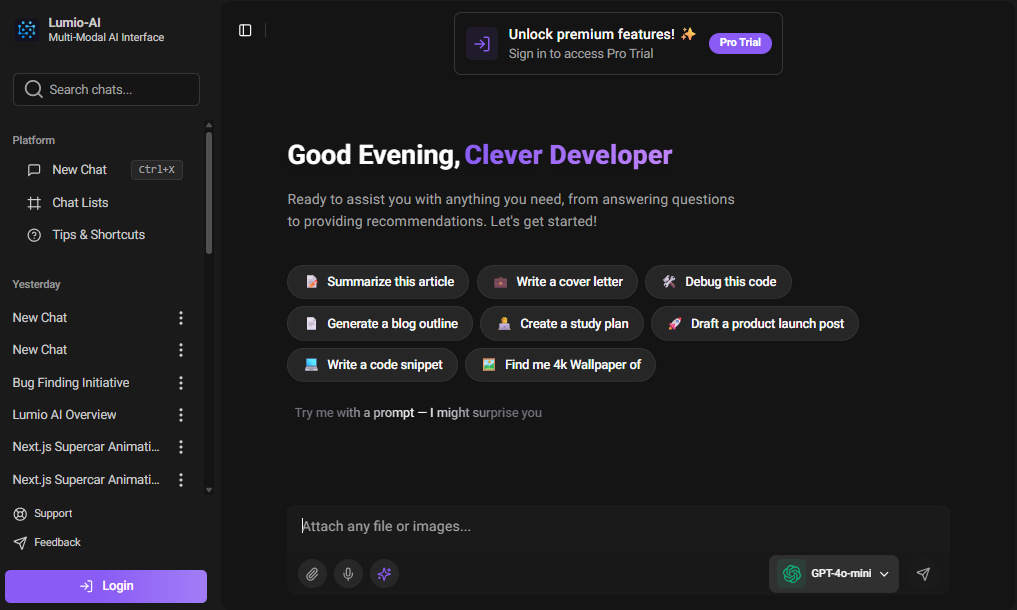 Lumio-AI
Multi-Modal AI Interface
Search chats...
Platform
New Chat Ctrl+X
Chat Lists
Tips & Shortcuts
Yesterday
New Chat
New Chat
Bug Finding Initiative
Lumio AI Overview
Next.js Supercar Animati...
Next.js Supercar Animati...
Support
Feedback
Login
Unlock premium features! ✨
Sign in to access Pro Trial
Pro Trial
Good Evening, Clever Developer
Ready to assist you with anything you need, from answering questions
to providing recommendations. Let's get started!
Summarize this article
Write a cover letter
Debug this code
Generate a blog outline
Create a study plan
Draft a product launch post
Write a code snippet
Find me 4k Wallpaper of
Try me with a prompt — I might surprise you
Attach any file or images...
GPT-4o-mini